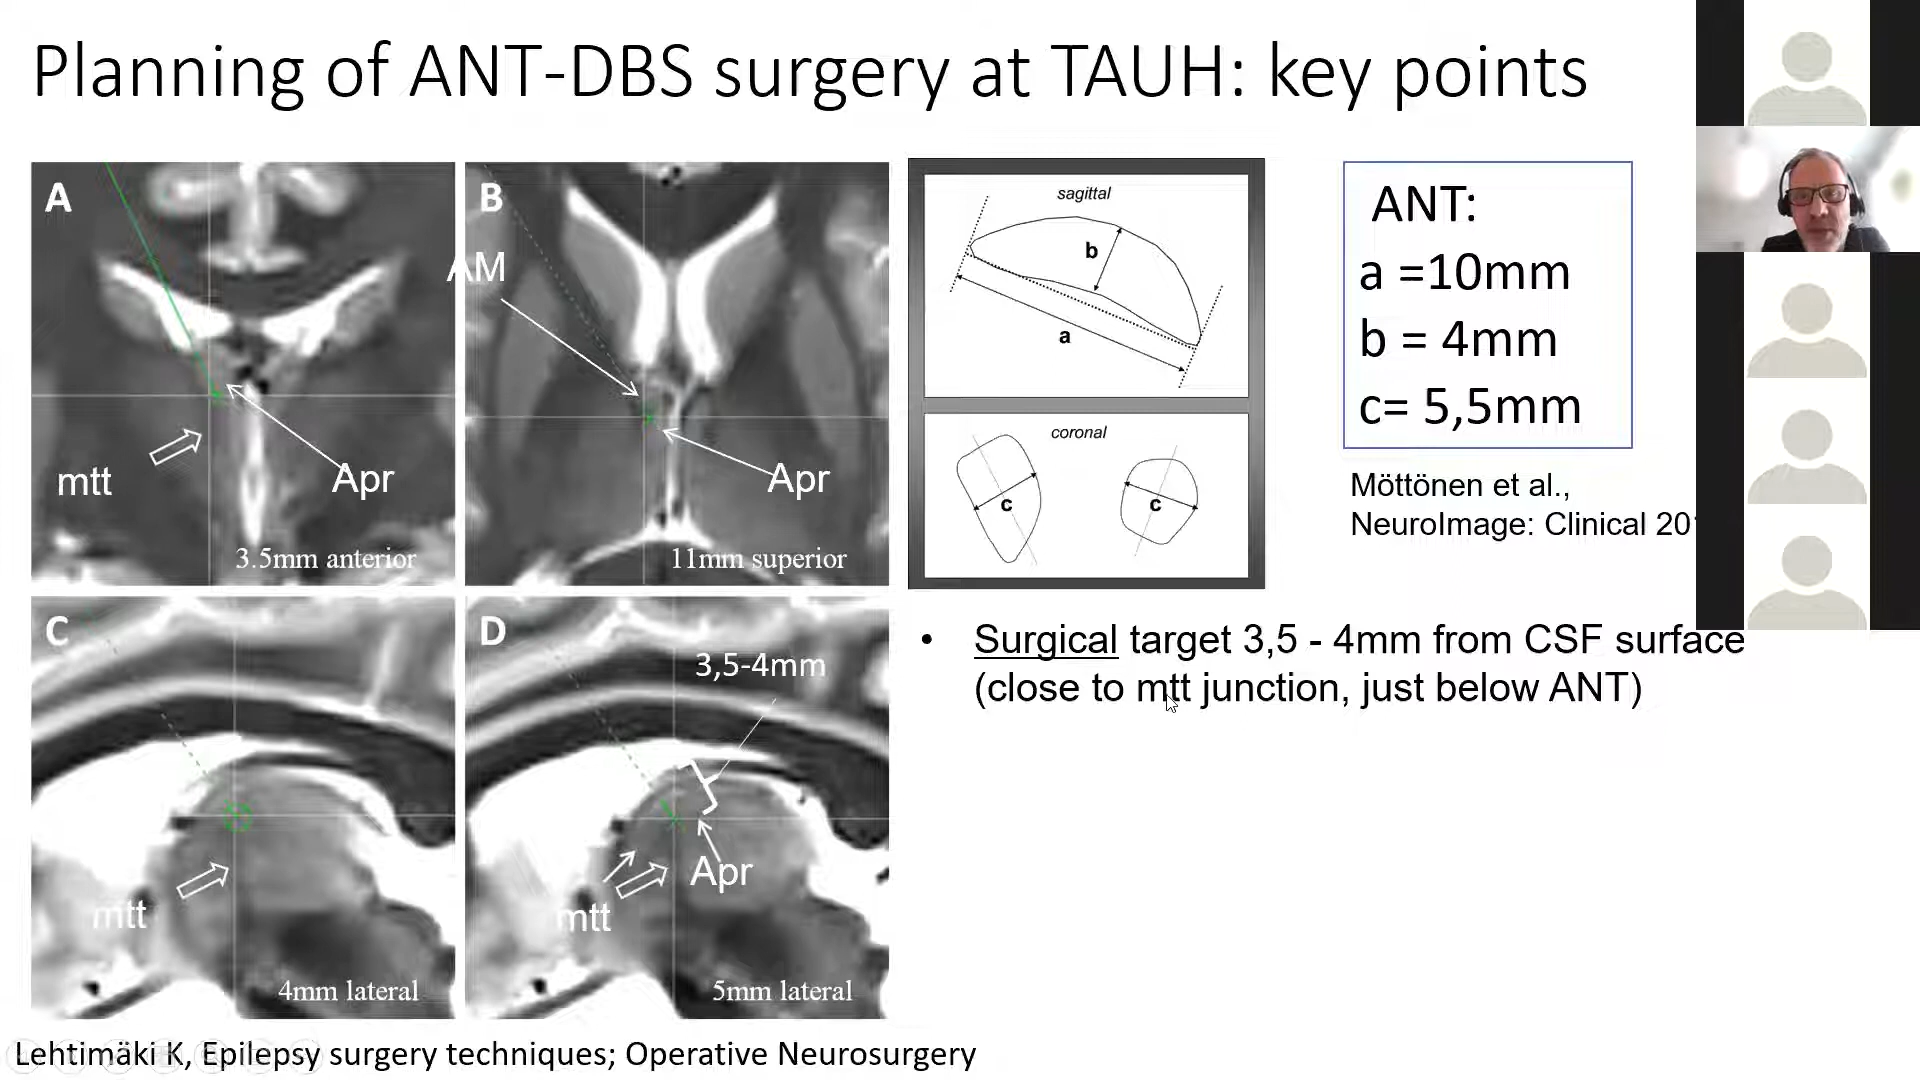 Planning of ANT-DBS surgery at TAUH: key points
A
mtt
Apr
3.5mm anterior
B
AM
Apr
11mm superior
C
mtt
4mm lateral
D
3,5-4mm
Apr
mtt
5mm lateral
sagittal
b
a
coronal
c
c
ANT:
a =10mm
b = 4mm
c= 5,5mm
Möttönen et al.,
NeuroImage: Clinical
• Surgical target 3,5 - 4mm from CSF surface
(close to mtt junction, just below ANT)
Lehtimäki K, Epilepsy surgery techniques; Operative Neurosurgery